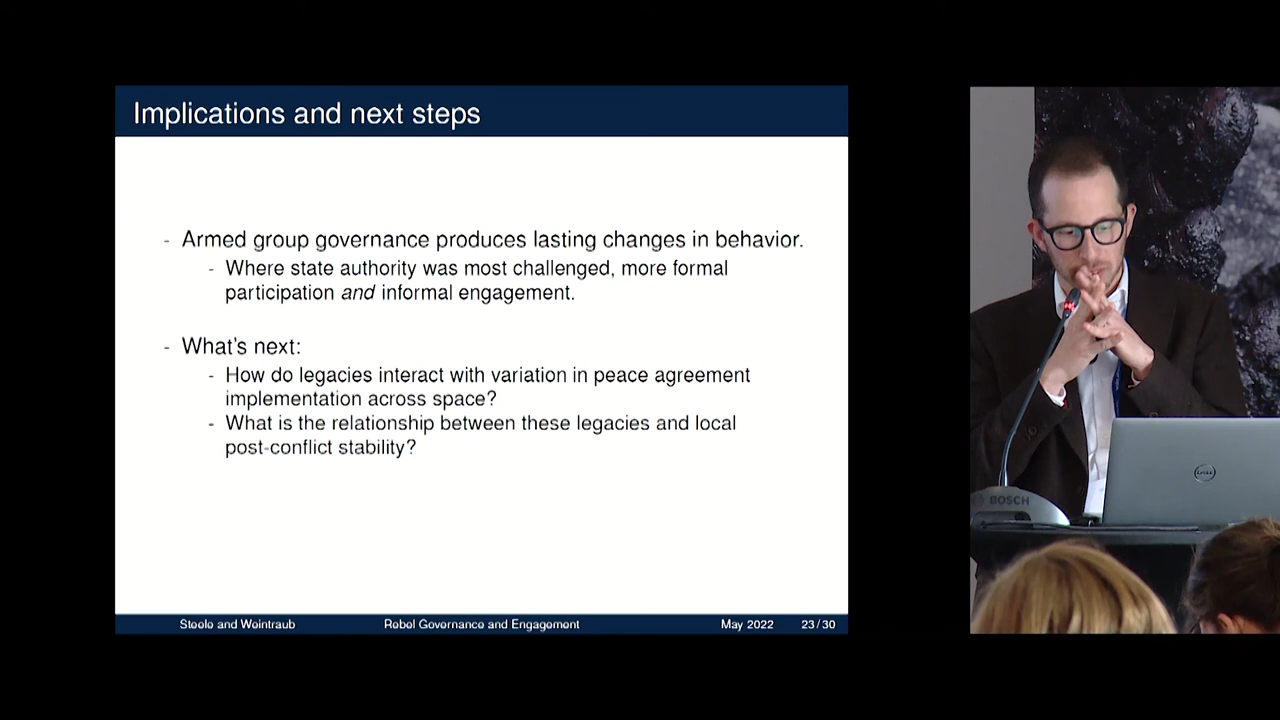 Implications and next steps
- Armed group governance produces lasting changes in behavior.
- Where state authority was most challenged, more formal
participation and informal engagement.
- What's next:
- How do legacies interact with variation in peace agreement
implementation across space?
- What is the relationship between these legacies and local
post-conflict stability?
Steele and Weintraub Rebel Governance and Engagement May 2022 23/30
BOSCH
DELL